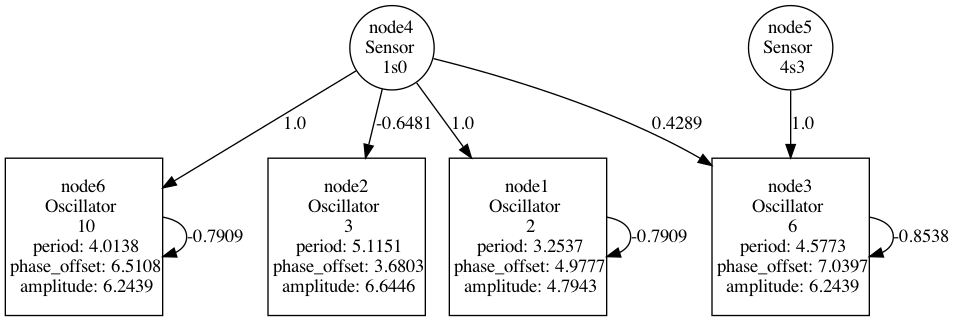 node4
Sensor
1s0
node5
Sensor
4s3
1.0
-0.6481
1.0
0.4289
1.0
node6
Oscillator
10
period: 4.0138
phase_offset: 6.5108
amplitude: 6.2439
-0.7909
node2
Oscillator
3
period: 5.1151
phase_offset: 3.6803
amplitude: 6.6446
node1
Oscillator
2
period: 3.2537
phase_offset: 4.9777
amplitude: 4.7943
-0.7909
node3
Oscillator
6
period: 4.5773
phase_offset: 7.0397
amplitude: 6.2439
-0.8538